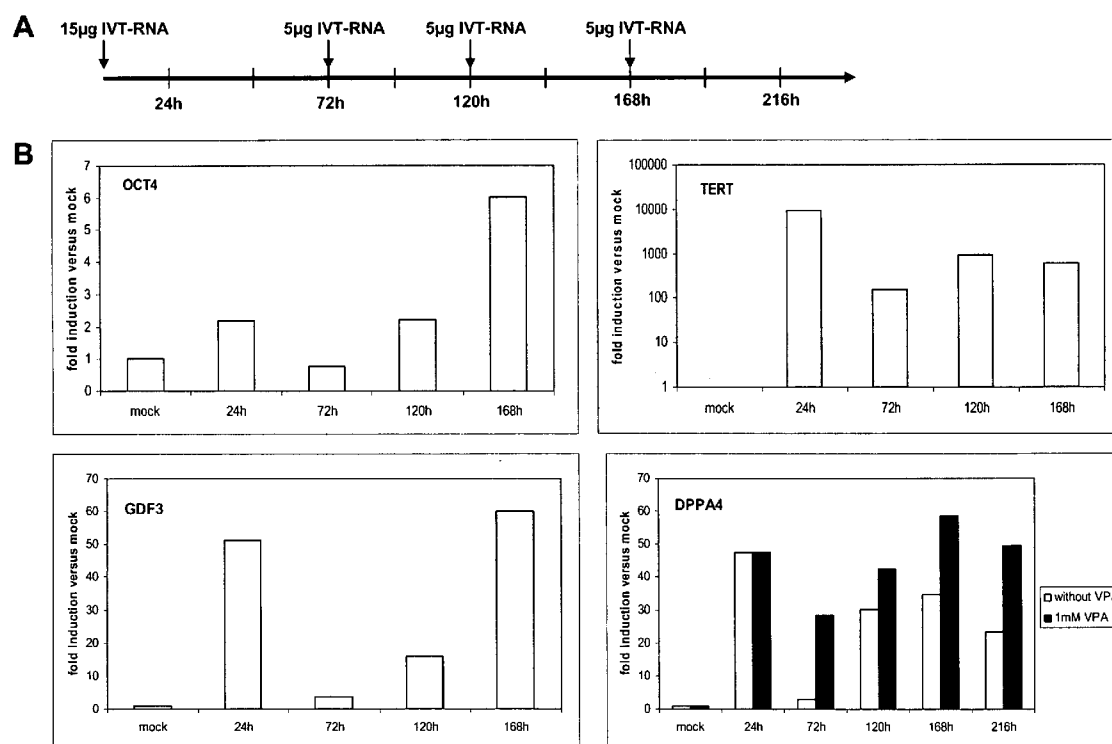 A
15µg IVT-RNA 5µg IVT-RNA 5µg IVT-RNA 5µg IVT-RNA
24h 72h 120h 168h 216h
B
OCT4
fold induction versus mock
7
6
5
4
3
2
1
0
mock 24h 72h 120h 168h
TERT
fold induction versus mock
100000
10000
1000
100
10
1
mock 24h 72h 120h 168h
GDF3
fold induction versus mock
70
60
50
40
30
20
10
0
mock 24h 72h 120h 168h
DPPA4
fold induction versus mock
70
60
50
40
30
20
10
0
mock 24h 72h 120h 168h 216h
without VP
1mM VPA